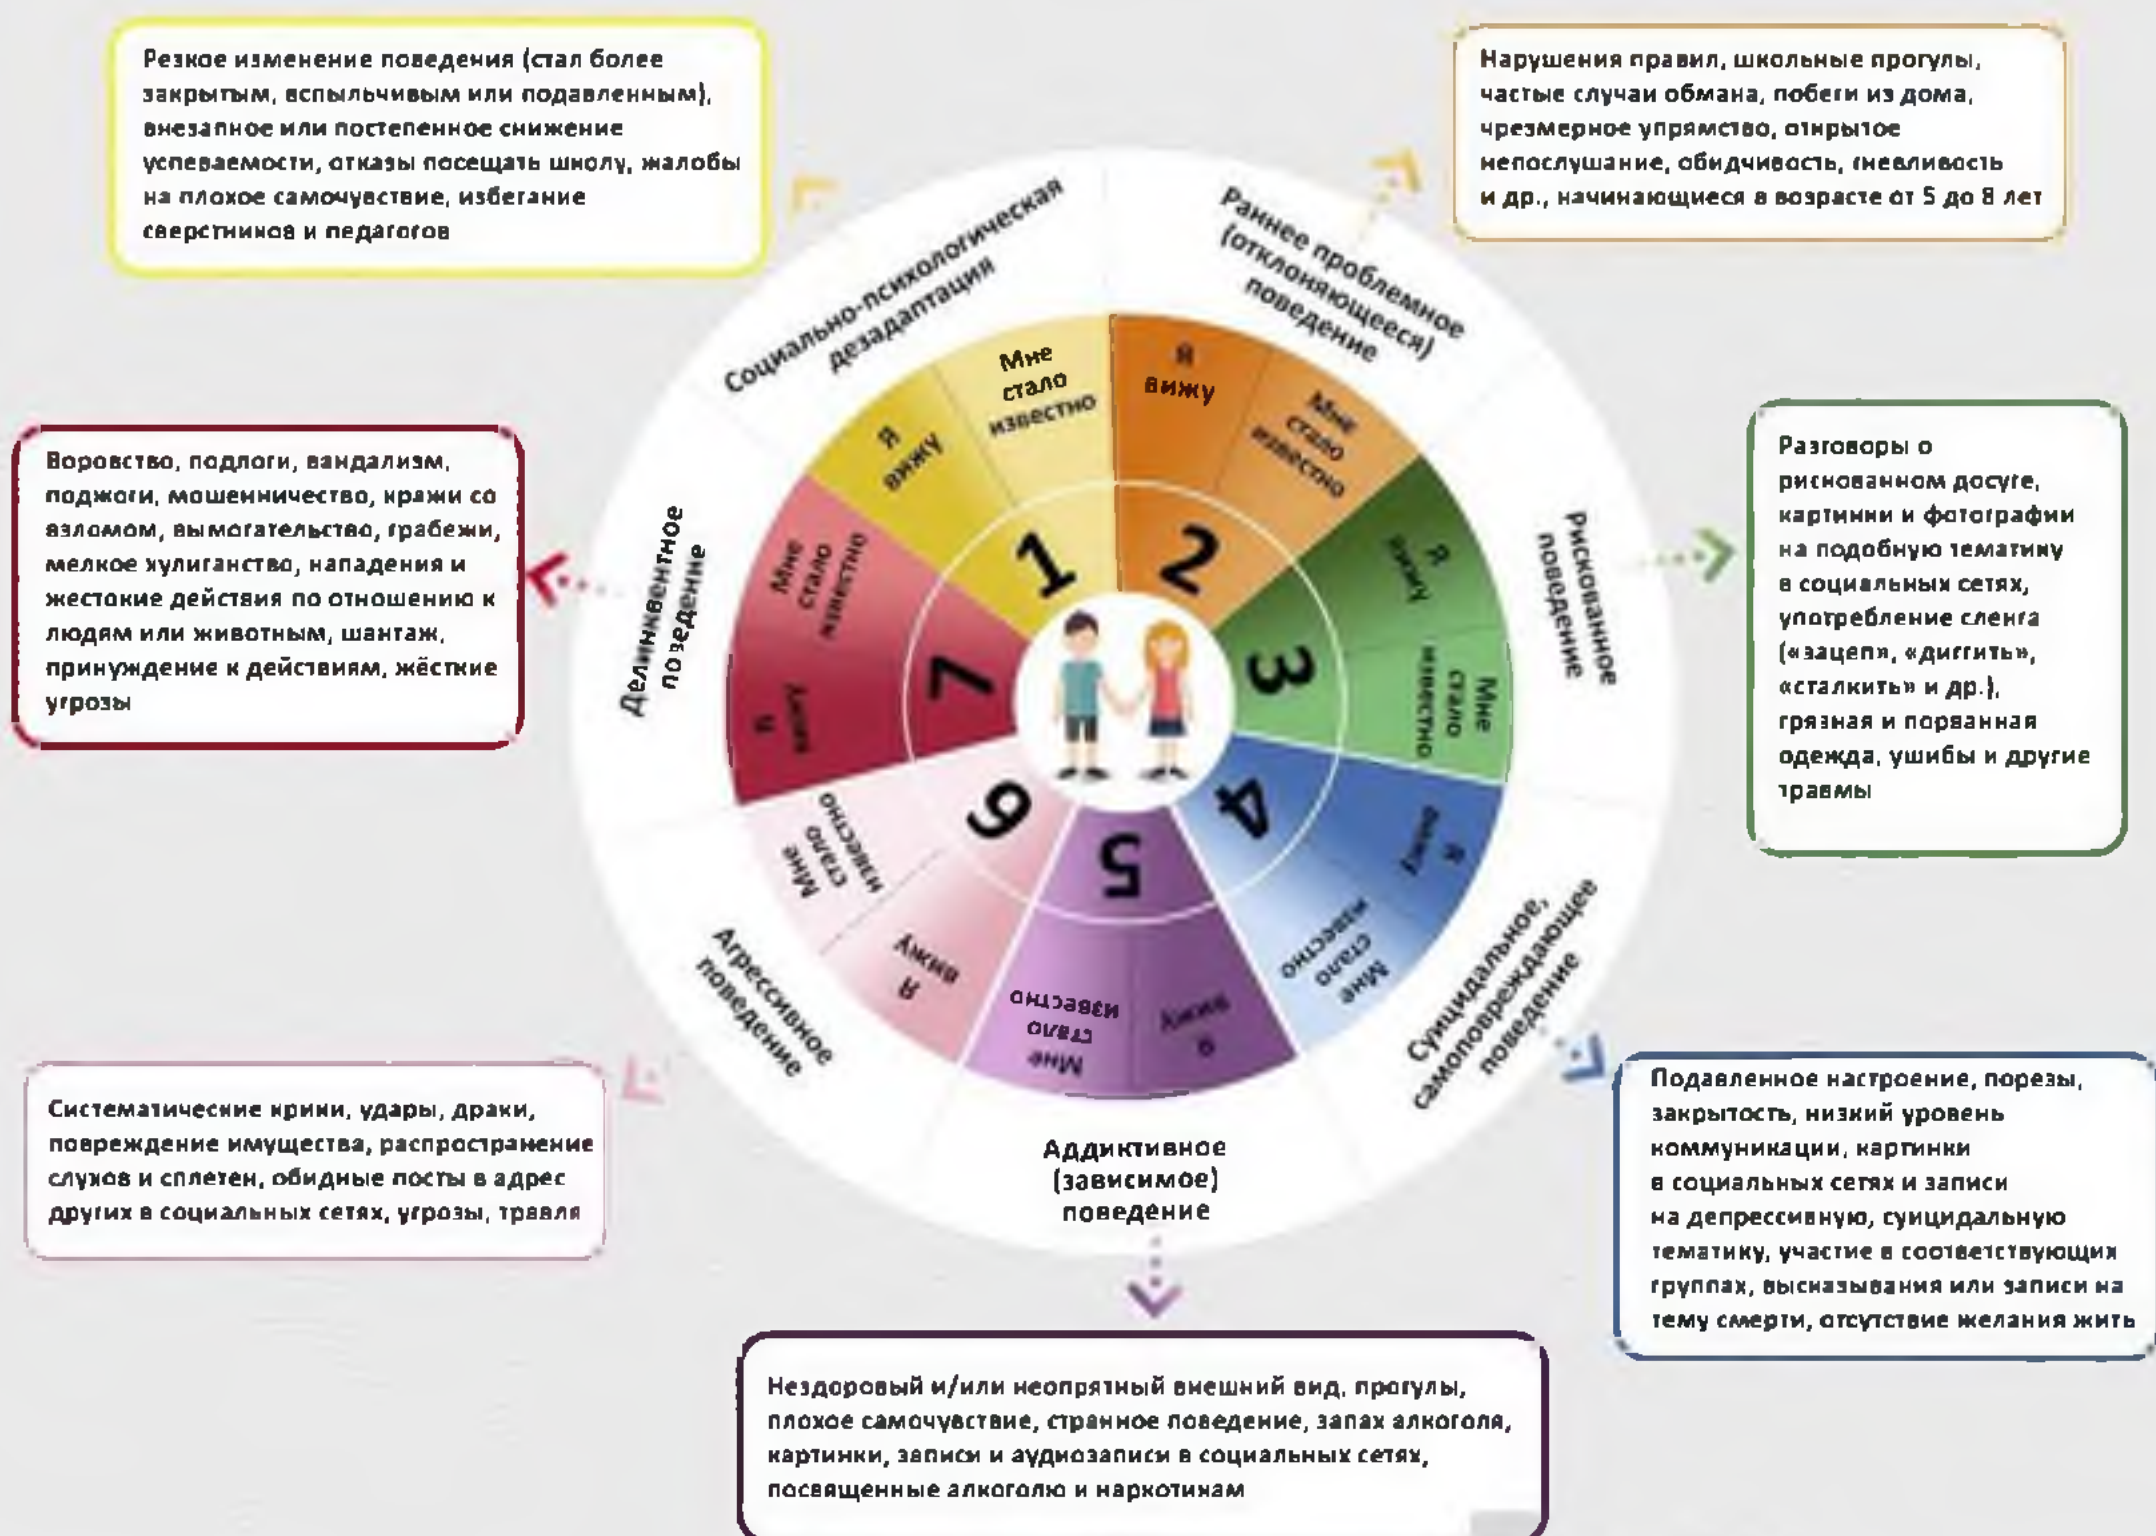 Резкое изменение поведения (стал более
закрытым, вспыльчивым или подавленным),
внезапное или постепенное снижение
успеваемости, отказы посещать школу, жалобы
на плохое самочувствие, избегание
сверстников и педагогов
Нарушения правил, школьные прогулы,
частые случаи обмана, побеги из дома,
чрезмерное упрямство, открытое
непослушание, обидчивость, гневливость
и др., начинающиеся в возрасте от 5 до 8 лет
Воровство, подлоги, вандализм,
поджоги, мошенничество, кражи со
взломом, вымогательство, грабежи,
мелкое хулиганство, нападения и
жестокие действия по отношению к
людям или животным, шантаж,
принуждение к действиям, жёсткие
угрозы
Разговоры о
рискованном досуге,
картинки и фотографии
на подобную тематику
в социальных сетях,
употребление сленга
(«зацеп», «диггить»,
«сталкить» и др.),
грязная и порванная
одежда, ушибы и другие
травмы
Социально-психологическая
дезадаптация
Я
вижу
Мне
стало
известно
1
Раннее проблемное
(отклоняющееся)
поведение
Я
вижу
Мне
стало
известно
2
Рискованное
поведение
Я
вижу
Мне
стало
известно
3
Суицидальное,
самоповреждающее
поведение
Я
вижу
Мне
стало
известно
4
Аддиктивное
(зависимое)
поведение
Я
вижу
Мне
стало
известно
5
Агрессивное
поведение
Я
вижу
Мне
стало
известно
6
Делинквентное
поведение
Я
вижу
Мне
стало
известно
7
Систематические крики, удары, драки,
повреждение имущества, распространение
слухов и сплетен, обидные посты в адрес
других в социальных сетях, угрозы, травля
Подавленное настроение, порезы,
закрытость, низкий уровень
коммуникации, картинки
в социальных сетях и записи
на депрессивную, суицидальную
тематику, участие в соответствующих
группах, высказывания или записи на
тему смерти, отсутствие желания жить
Нездоровый и/или неопрятный внешний вид, прогулы,
плохое самочувствие, странное поведение, запах алкоголя,
картинки, записи и аудиозаписи в социальных сетях,
посвященные алкоголю и наркотикам